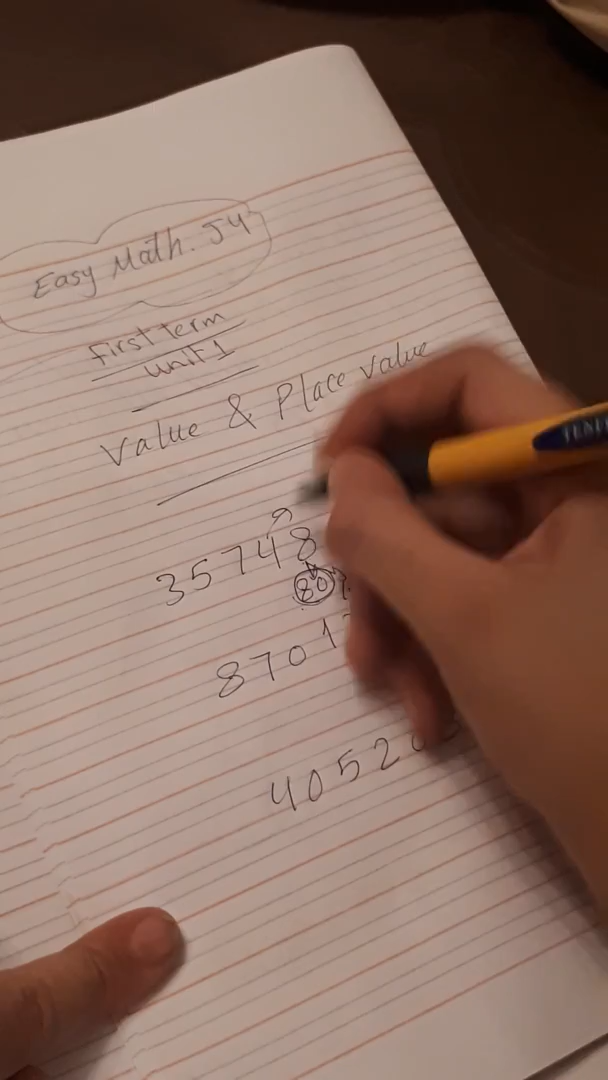 Easy Math. J4
First term
unit 1
Value & Place value
35748
80
8701
4052